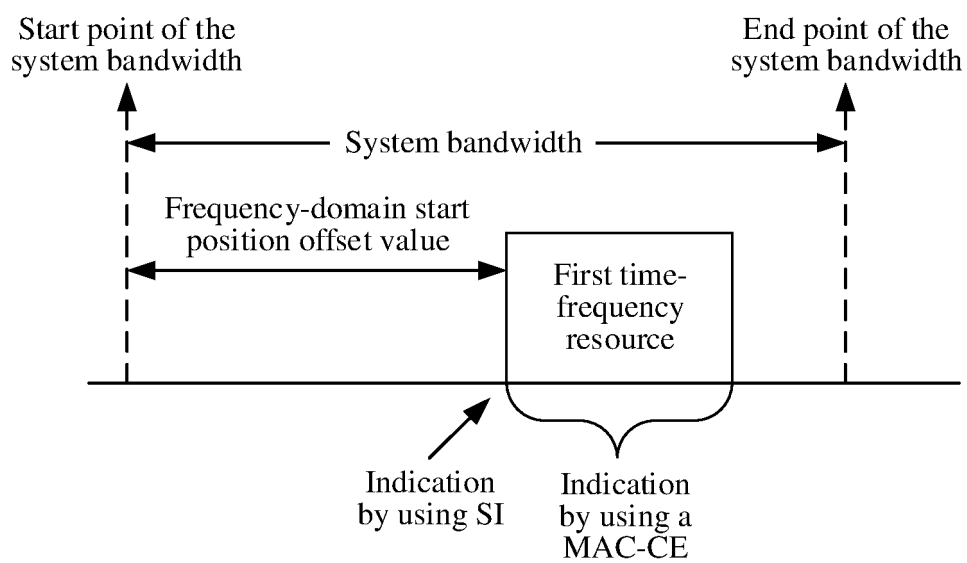 Start point of the
system bandwidth
End point of the
system bandwidth
System bandwidth
Frequency-domain start
position offset value
First time-
frequency
resource
Indication
by using SI
Indication
by using a
MAC-CE